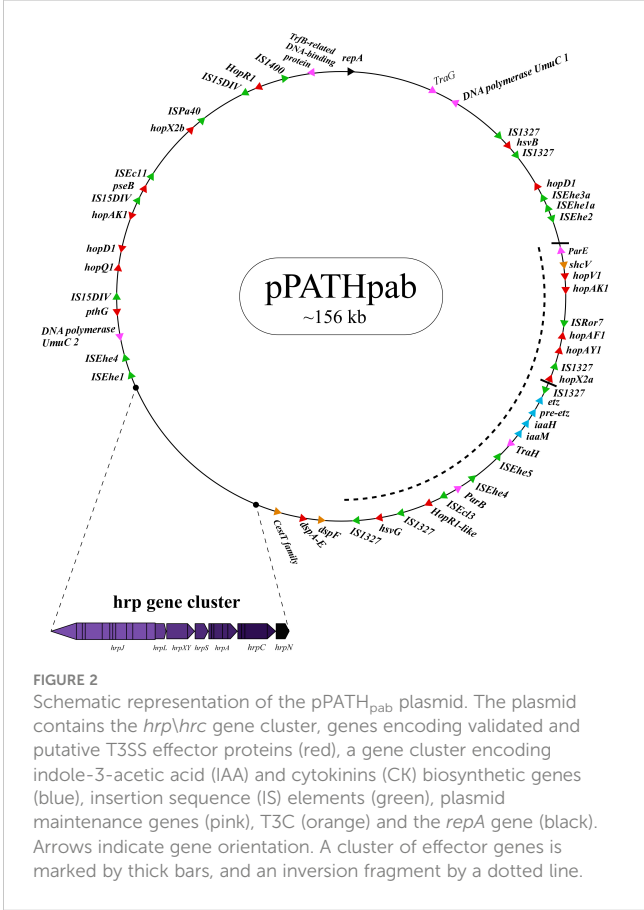 TrfB-related
DNA-binding
protein
repA
TraG
DNA polymerase UmuC 1
IS1327
hsvB
IS1327
hopD1
ISEhe3a
ISEhe1a
ISEhe2
ParE
shcV
hopV1
hopAK1
ISRor7
hopAF1
hopAY1
IS1327
hopX2a
IS1327
etz
pre-etz
iaaH
iaaM
TraH
ISEhe5
ISEhe4
ParB
ISEcl3
HopR1-like
IS1327
hsvG
IS1327
dspF
dspA-E
CestT family
ISEhe1
ISEhe4
DNA polymerase
UmuC 2
pthG
IS15DIV
hopQ1
hopD1
hopAK1
IS15DIV
pseB
ISEc11
hopX2b
ISPa40
IS15DIV
HopR1
IS1400
pPATHpab
~156 kb
hrp gene cluster
hrpJ hrpL hrpXY hrpS hrpA hrpC hrpN
FIGURE 2
Schematic representation of the pPATHpab plasmid. The plasmid
contains the hrp\hrc gene cluster, genes encoding validated and
putative T3SS effector proteins (red), a gene cluster encoding
indole-3-acetic acid (IAA) and cytokinins (CK) biosynthetic genes
(blue), insertion sequence (IS) elements (green), plasmid
maintenance genes (pink), T3C (orange) and the repA gene (black).
Arrows indicate gene orientation. A cluster of effector genes is
marked by thick bars, and an inversion fragment by a dotted line.